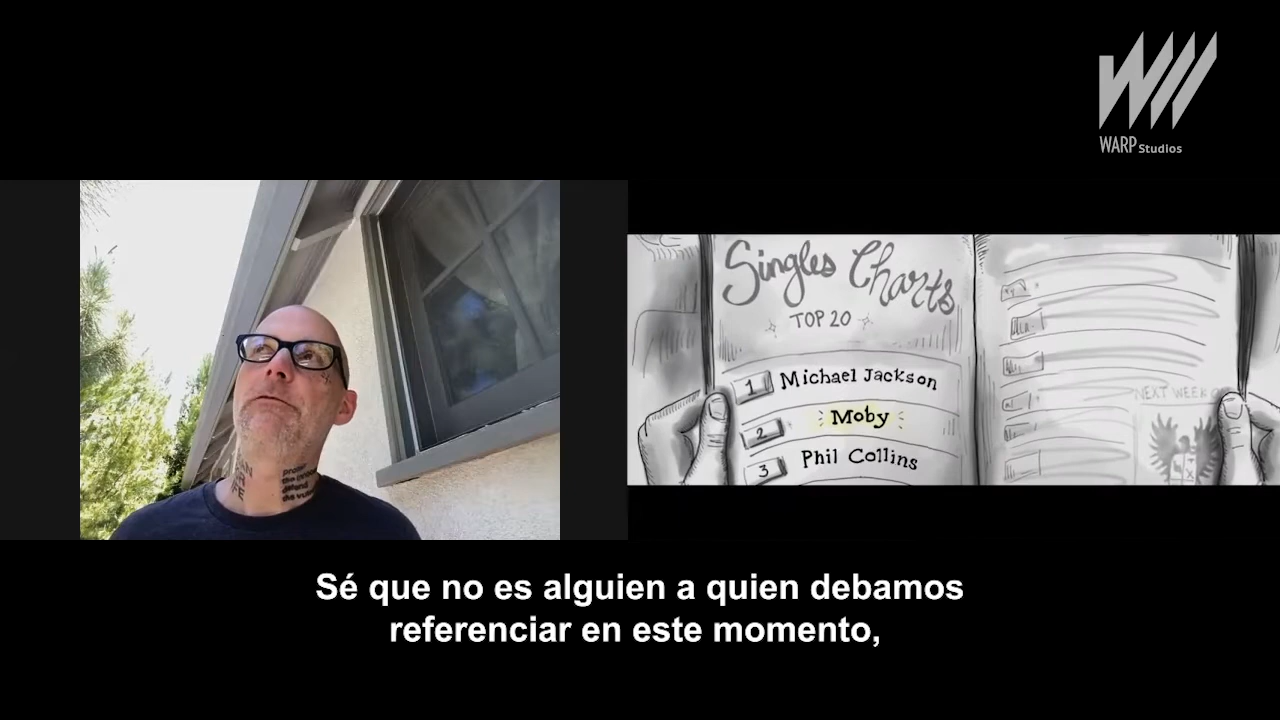 WARP Studios
Singles Charts
TOP 20
1 Michael Jackson
2 Moby
3 Phil Collins
NEXT WEEK
Sé que no es alguien a quien debamos
referenciar en este momento,